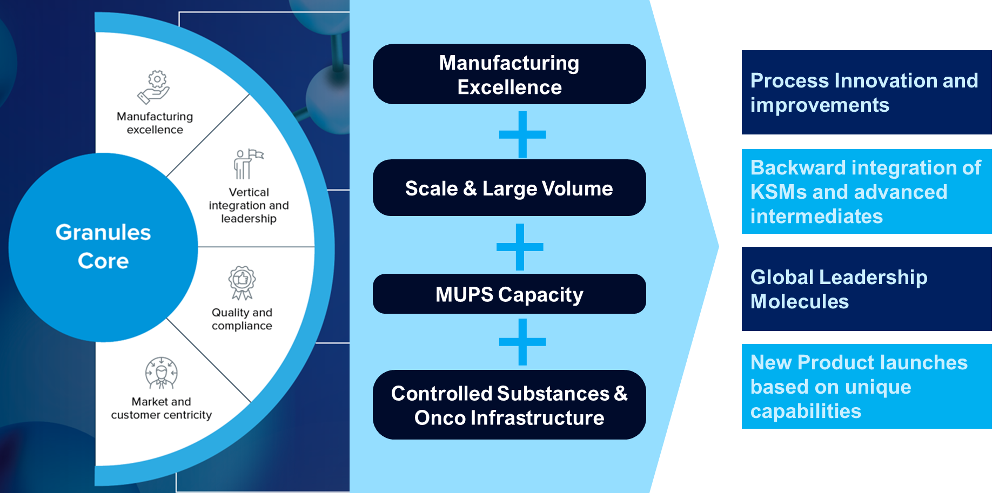 Manufacturing
excellence
Vertical
integration and
leadership
Granules
Core
Quality and
compliance
Market and
customer centricity
Manufacturing
Excellence
Scale & Large Volume
MUPS Capacity
Controlled Substances &
Onco Infrastructure
Process Innovation and
improvements
Backward integration of
KSMs and advanced
intermediates
Global Leadership
Molecules
New Product launches
based on unique
capabilities